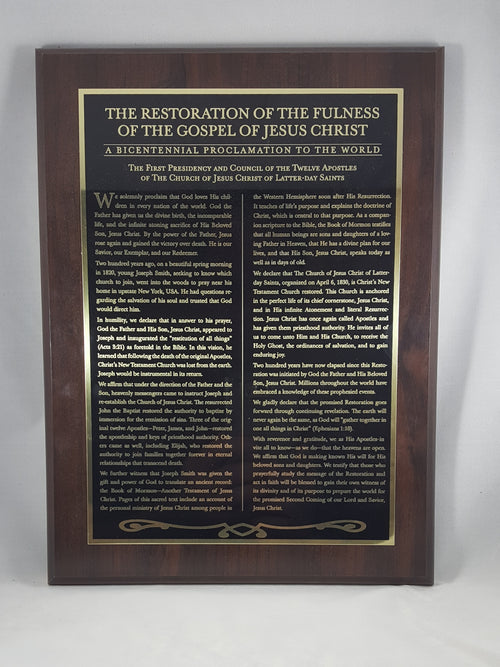 THE RESTORATION OF THE FULNESS
OF THE GOSPEL OF JESUS CHRIST
A BICENTENNIAL PROCLAMATION TO THE WORLD
THE FIRST PRESIDENCY AND COUNCIL OF THE TWELVE APOSTLES
OF THE CHURCH OF JESUS CHRIST OF LATTER-DAY SAINTS
We solemnly proclaim that God loves His chil-
dren in every nation of the world. God the
Father has given us the divine birth, the incomparable
life, and the infinite atoning sacrifice of His Beloved
Son, Jesus Christ. By the power of the Father, Jesus
rose again and gained the victory over death. He is our
Savior, our Exemplar, and our Redeemer.
Two hundred years ago, on a beautiful spring morning
in 1820, young Joseph Smith, seeking to know which
church to join, went into the woods to pray near his
home in upstate New York, USA. He had questions re-
garding the salvation of his soul and trusted that God
would direct him.
In humility, we declare that in answer to his prayer,
God the Father and His Son, Jesus Christ, appeared to
Joseph and inaugurated the "restitution of all things"
(Acts 3:21) as foretold in the Bible. In this vision, he
learned that following the death of the original Apostles,
Christ's New Testament Church was lost from the earth.
Joseph would be instrumental in its return.
We affirm that under the direction of the Father and the
Son, heavenly messengers came to instruct Joseph and
re-establish the Church of Jesus Christ. The resurrected
John the Baptist restored the authority to baptize by
immersion for the remission of sins. Three of the orig-
inal twelve Apostles—Peter, James, and John—restored
the apostleship and keys of priesthood authority. Oth-
ers came as well, including Elijah, who restored the
authority to join families together forever in eternal
relationships that transcend death.
We further witness that Joseph Smith was given the
gift and power of God to translate an ancient record:
the Book of Mormon—Another Testament of Jesus
Christ. Pages of this sacred text include an account of
the personal ministry of Jesus Christ among people in
the Western Hemisphere soon after His Resurrection.
It teaches of life's purpose and explains the doctrine of
Christ, which is central to that purpose. As a compan-
ion scripture to the Bible, the Book of Mormon testifies
that all human beings are sons and daughters of a lov-
ing Father in Heaven, that He has a divine plan for our
lives, and that His Son, Jesus Christ, speaks today as
well as in days of old.
We declare that The Church of Jesus Christ of Latter-
day Saints, organized on April 6, 1830, is Christ's New
Testament Church restored. This Church is anchored
in the perfect life of its chief cornerstone, Jesus Christ,
and in His infinite Atonement and literal Resurrec-
tion. Jesus Christ has once again called Apostles and
has given them priesthood authority. He invites all of
us to come unto Him and His Church, to receive the
Holy Ghost, the ordinances of salvation, and to gain
enduring joy.
Two hundred years have now elapsed since this Resto-
ration was initiated by God the Father and His Beloved
Son, Jesus Christ. Millions throughout the world have
embraced a knowledge of these prophesied events.
We gladly declare that the promised Restoration goes
forward through continuing revelation. The earth will
never again be the same, as God will "gather together in
one all things in Christ" (Ephesians 1:10).
With reverence and gratitude, we as His Apostles in-
vite all to know—as we do—that the heavens are open.
We affirm that God is making known His will for His
beloved sons and daughters. We testify that those who
prayerfully study the message of the Restoration and
act in faith will be blessed to gain their own witness of
its divinity and of its purpose to prepare the world for
the promised Second Coming of our Lord and Savior,
Jesus Christ.